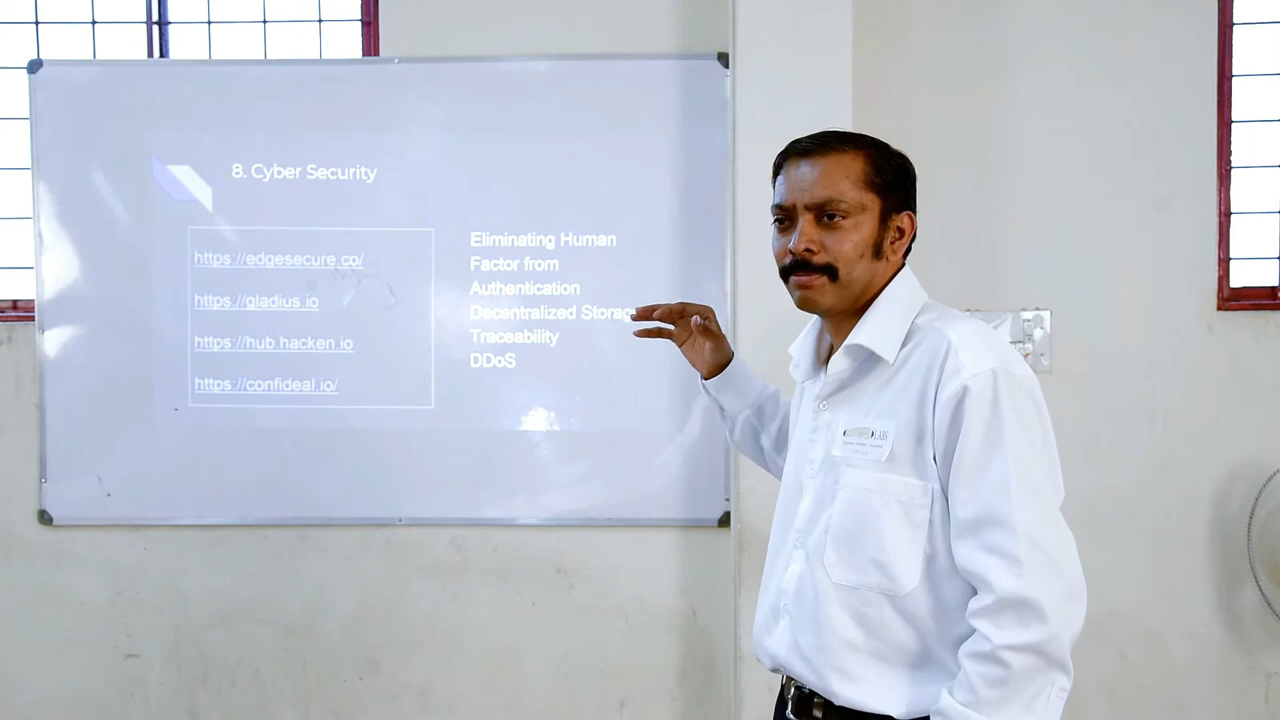 8. Cyber Security
https://edgesecure.co/
https://gladius.io
https://hub.hacken.io
https://confideal.io/
Eliminating Human
Factor from
Authentication
Decentralized Storag
Traceability
DDoS
LABS